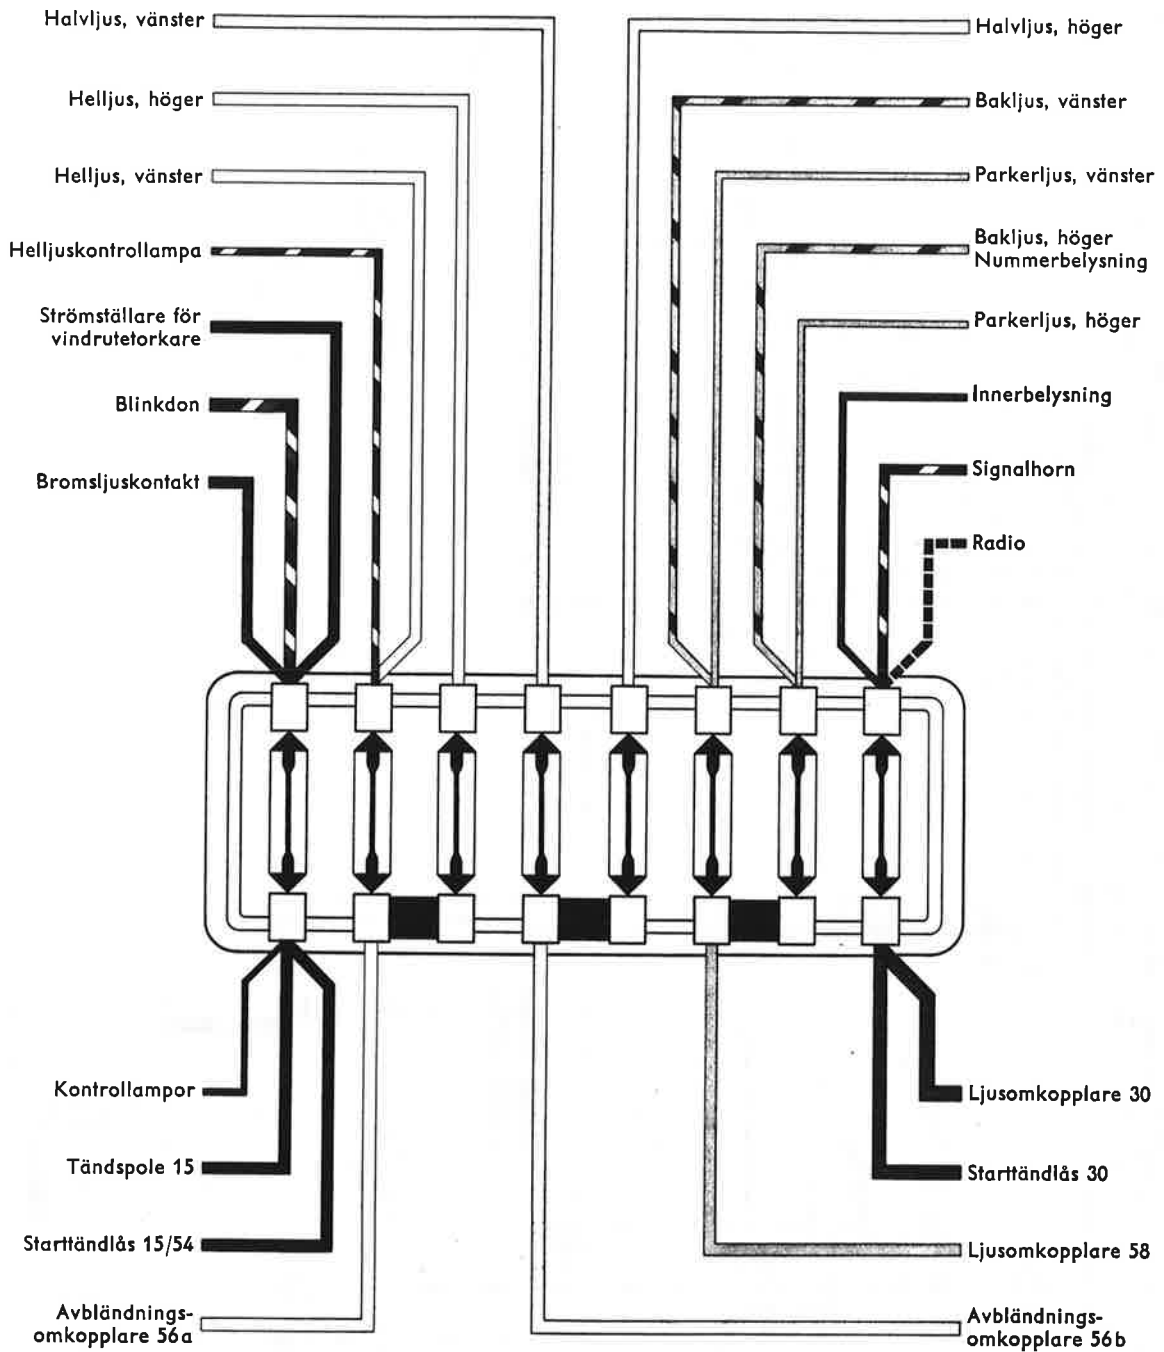 Halvljus, vänster
Helljus, höger
Helljus, vänster
Helljuskontrollampa
Strömställare för
vindrutetorkare
Blinkdon
Bromsljuskontakt
Halvljus, höger
Bakljus, vänster
Parkerljus, vänster
Bakljus, höger
Nummerbelysning
Parkerljus, höger
Innerbelysning
Signalhorn
Radio
Kontrollampor
Tändspole 15
Starttändlås 15/54
Avbländnings-
omkopplare 56a
Ljusomkopplare 30
Starttändlås 30
Ljusomkopplare 58
Avbländnings-
omkopplare 56b